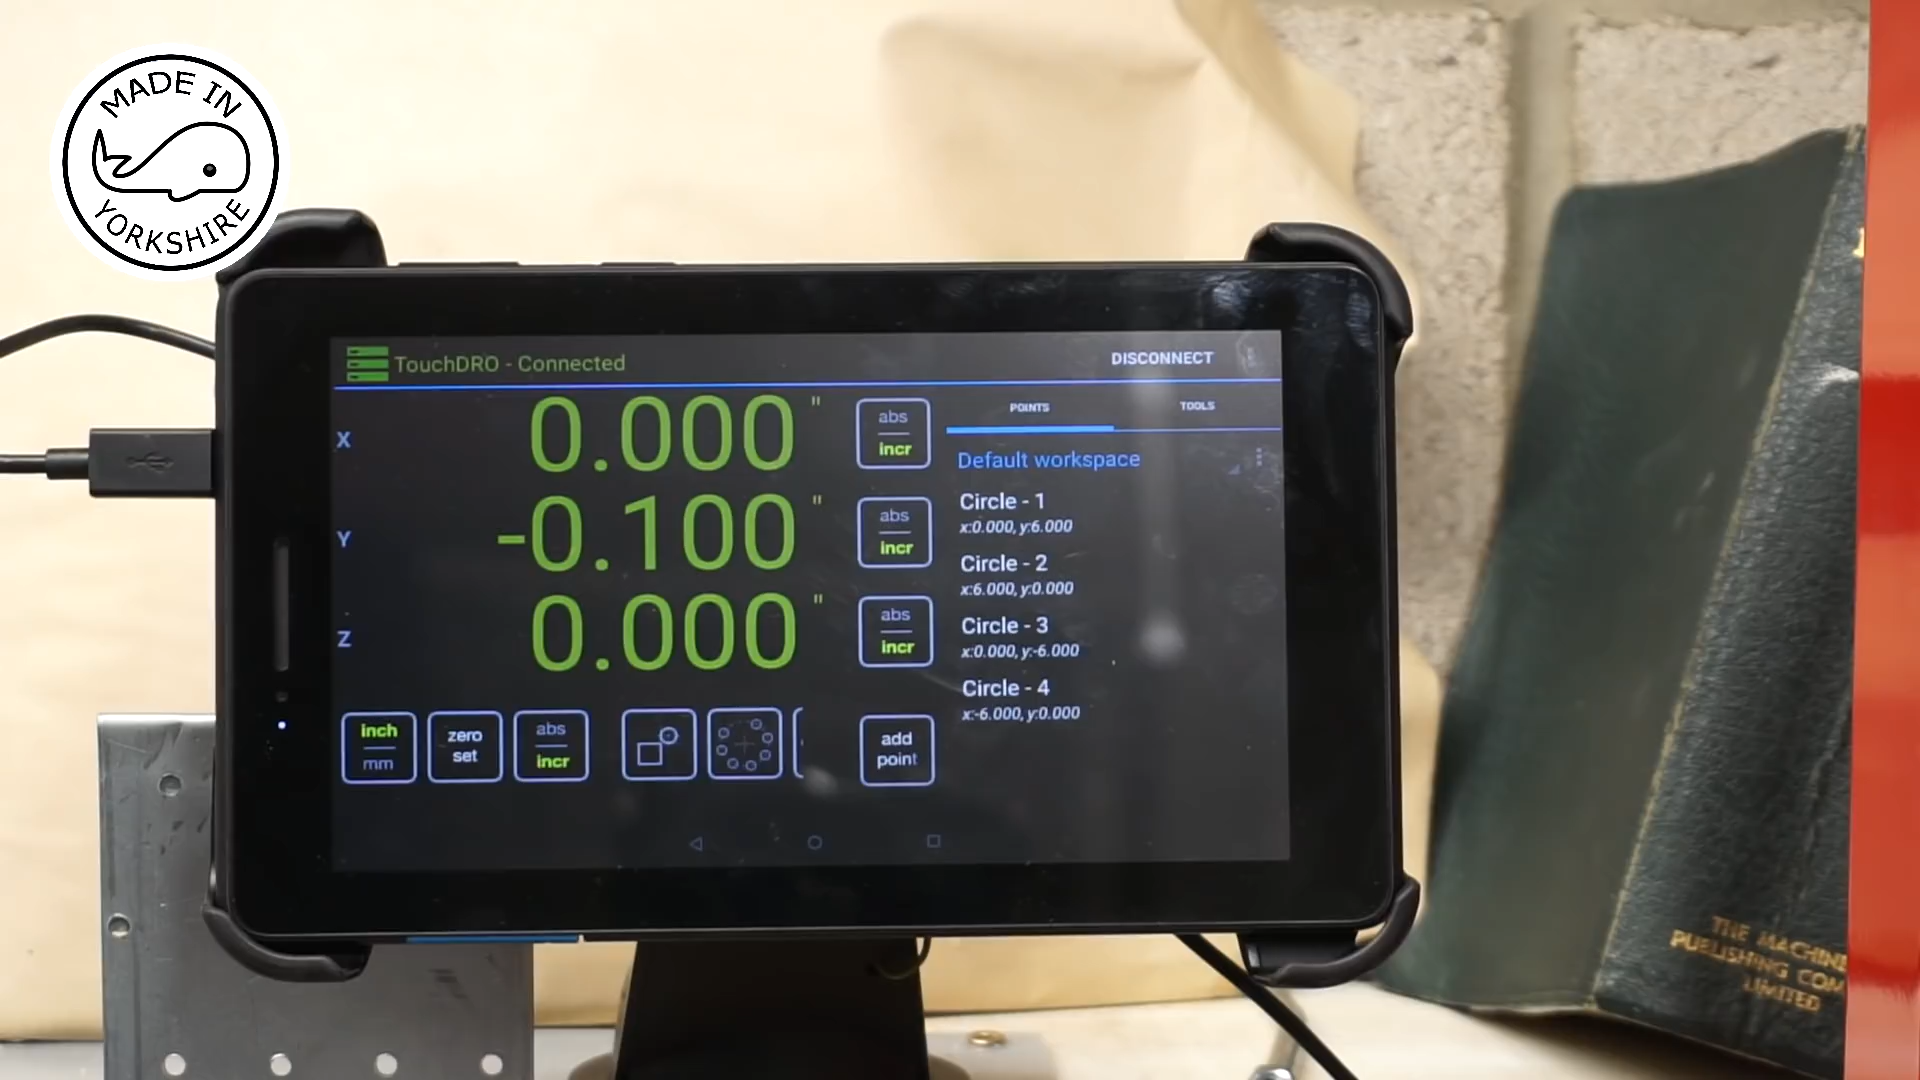 MADE IN
YORKSHIRE
TouchDRO - Connected
DISCONNECT
X
0.000 "
abs
incr
Y
-0.100 "
abs
incr
Z
0.000 "
abs
incr
inch
mm
zero
set
abs
incr
add
point
POINTS
TOOLS
Default workspace
Circle - 1
x:0.000, y:6.000
Circle - 2
x:6.000, y:0.000
Circle - 3
x:0.000, y:-6.000
Circle - 4
x:-6.000, y:0.000
THE MACHINE
PUBLISHING COM
LIMITED